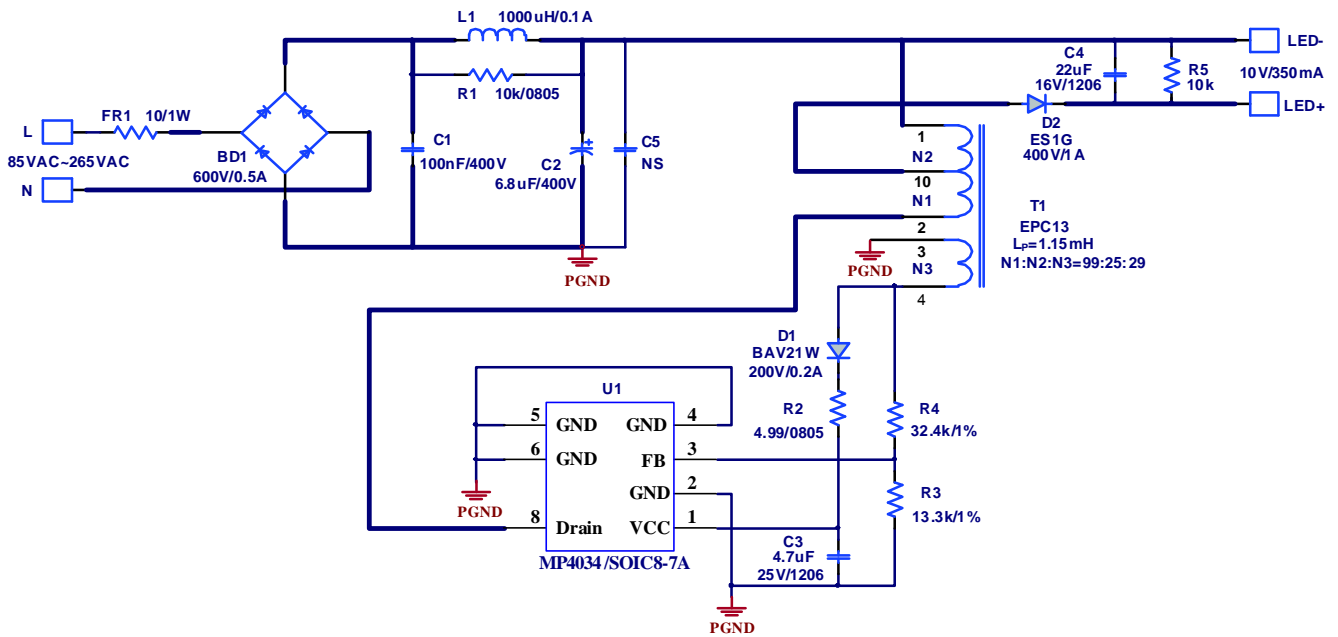 L1 1000uH/0.1A
R1 10k/0805
FR1 10/1W
L
85VAC~265VAC
N
BD1
600V/0.5A
C1
100nF/400V
C2
6.8uF/400V
C5
NS
PGND
C4
22uF
16V/1206
R5
10k
LED-
10V/350mA
LED+
D2
ES1G
400V/1A
1
N2
10
N1
2
3
N3
4
PGND
T1
EPC13
LP=1.15mH
N1:N2:N3=99:25:29
D1
BAV21W
200V/0.2A
R2
4.99/0805
R4
32.4k/1%
R3
13.3k/1%
U1
5 GND GND 4
6 GND FB 3
GND 2
8 Drain VCC 1
MP4034/SOIC8-7A
PGND
C3
4.7uF
25V/1206
PGND